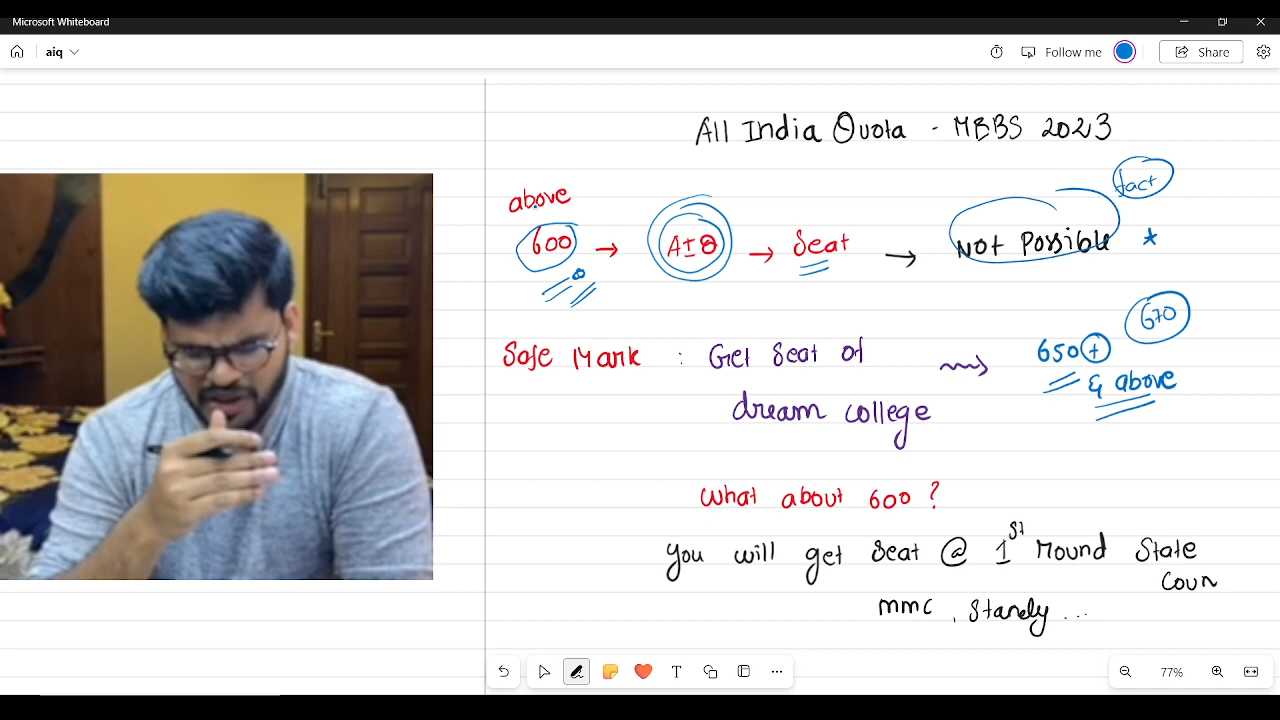 Microsoft Whiteboard
aiq
Follow me
Share
All India Quota - MBBS 2023
above
fact
600 → AIQ → Seat → Not Possible *
670
Safe Mark : Get Seat of
650+
dream college
& above
What about 600 ?
You will get Seat @ 1st Round State
Coun
mmc , Stanely ...
T
77%